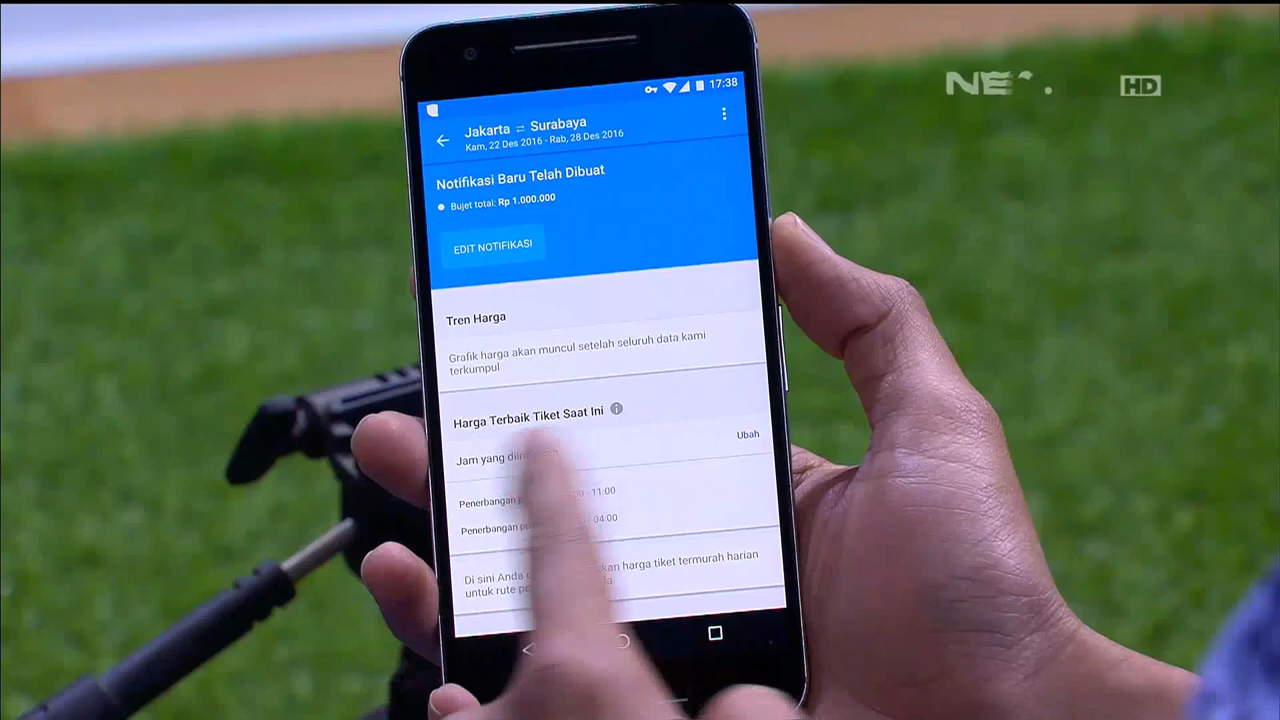 NE
HD
17:38
Jakarta ⇄ Surabaya
Kam, 22 Des 2016 - Rab, 28 Des 2016
Notifikasi Baru Telah Dibuat
Bujet total: Rp 1.000.000
EDIT NOTIFIKASI
Tren Harga
Grafik harga akan muncul setelah seluruh data kami
terkumpul
Harga Terbaik Tiket Saat Ini
Jam yang
Ubah
Penerbangan - 11:00
Penerbangan - 04:00
Di sini Anda harga tiket termurah harian
untuk rute